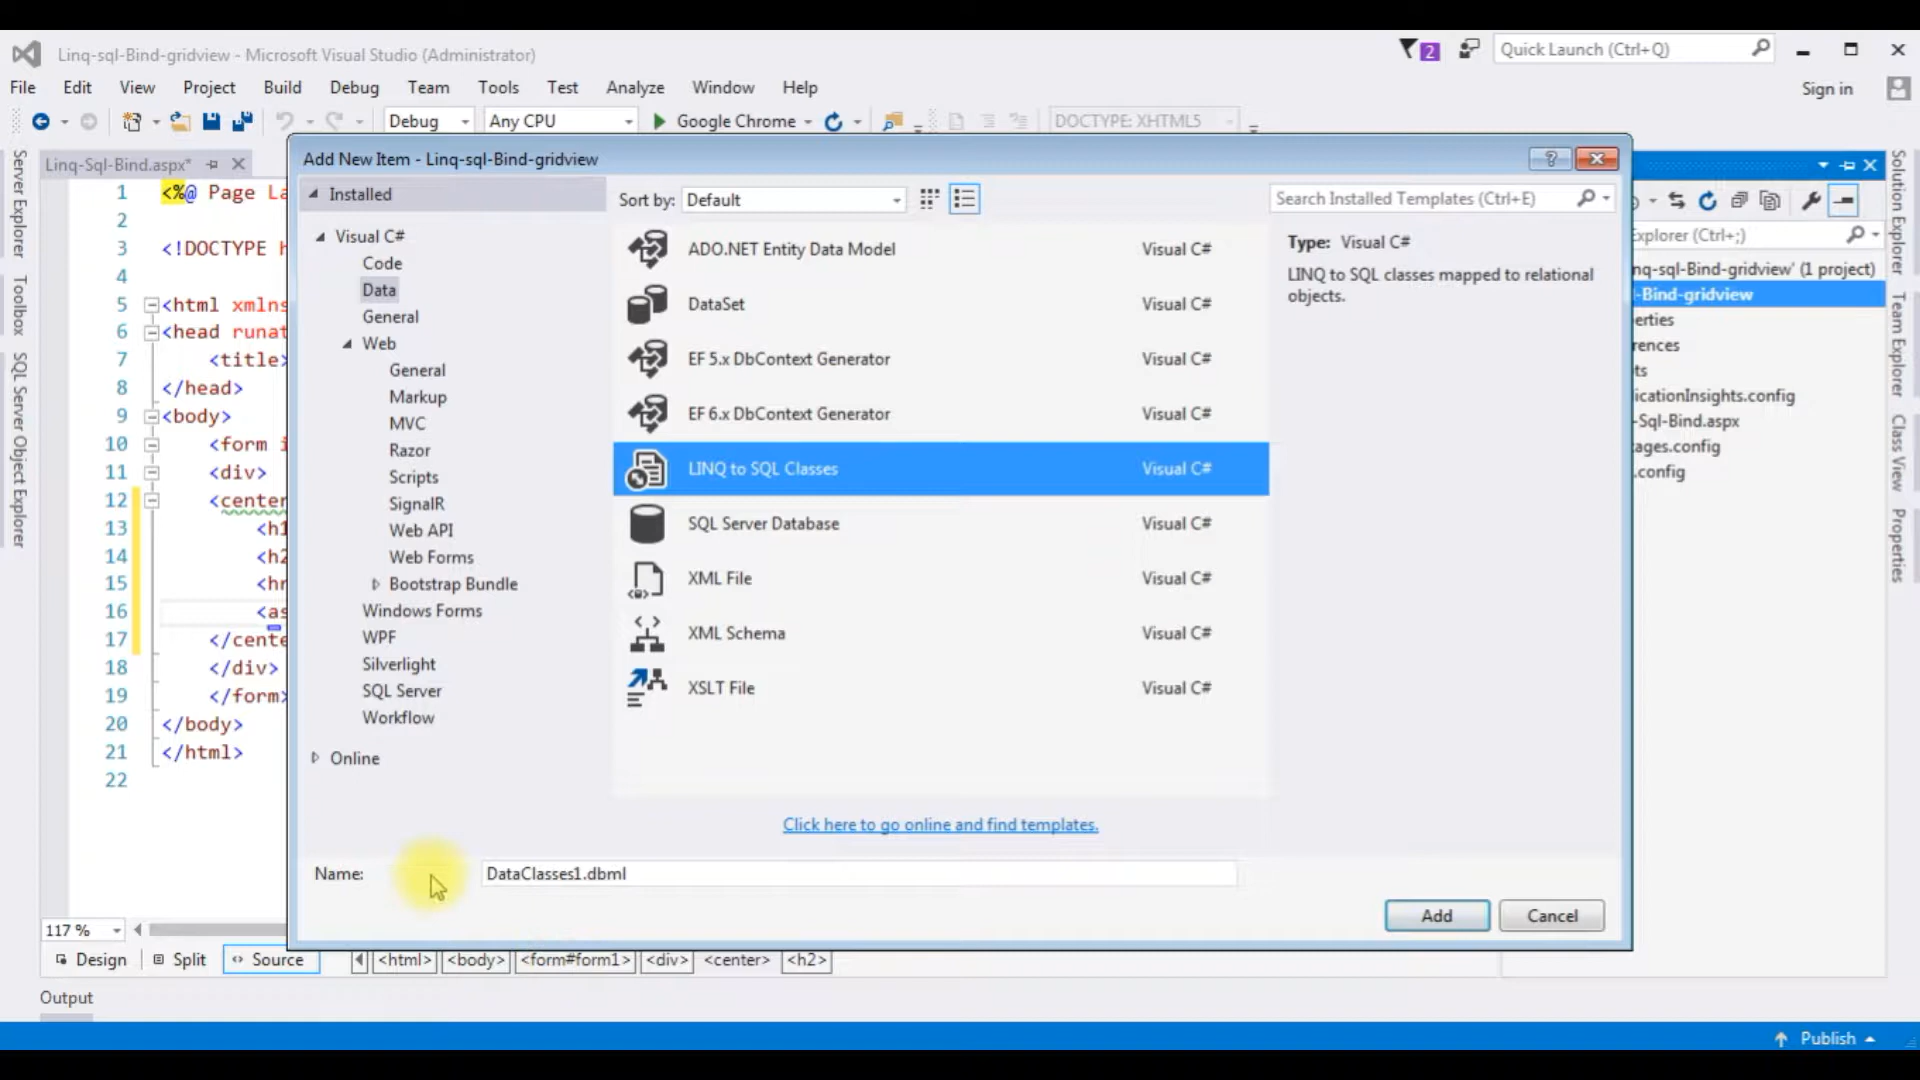 Linq-sql-Bind-gridview - Microsoft Visual Studio (Administrator)
2
Quick Launch (Ctrl+Q)
File Edit View Project Build Debug Team Tools Test Analyze Window Help
Sign in
Debug Any CPU Google Chrome DOCTYPE: XHTML5
Linq-Sql-Bind.aspx*
Server Explorer
Toolbox
SQL Server Object Explorer
1 <%@ Page La
2
3 <!DOCTYPE h
4
5 <html xmlns
6 <head runat
7 <title>
8 </head>
9 <body>
10 <form i
11 <div>
12 <center
13 <h1
14 <h2
15 <hr
16 <as
17 </cente
18 </div>
19 </form>
20 </body>
21 </html>
22
Add New Item - Linq-sql-Bind-gridview
Installed
Visual C#
Code
Data
General
Web
General
Markup
MVC
Razor
Scripts
SignalR
Web API
Web Forms
Bootstrap Bundle
Windows Forms
WPF
Silverlight
SQL Server
Workflow
Online
Sort by: Default
ADO.NET Entity Data Model Visual C#
DataSet Visual C#
EF 5.x DbContext Generator Visual C#
EF 6.x DbContext Generator Visual C#
LINQ to SQL Classes Visual C#
SQL Server Database Visual C#
XML File Visual C#
XML Schema Visual C#
XSLT File Visual C#
Click here to go online and find templates.
Search Installed Templates (Ctrl+E)
Type: Visual C#
LINQ to SQL classes mapped to relational
objects.
Name: DataClasses1.dbml
Add Cancel
Explorer (Ctrl+;)
nq-sql-Bind-gridview' (1 project)
l-Bind-gridview
erties
rences
ts
icationInsights.config
-Sql-Bind.aspx
ages.config
.config
Solution Explorer
Team Explorer
Class View
Properties
117 %
Design Split Source <html> <body> <form#form1> <div> <center> <h2>
Output
Publish